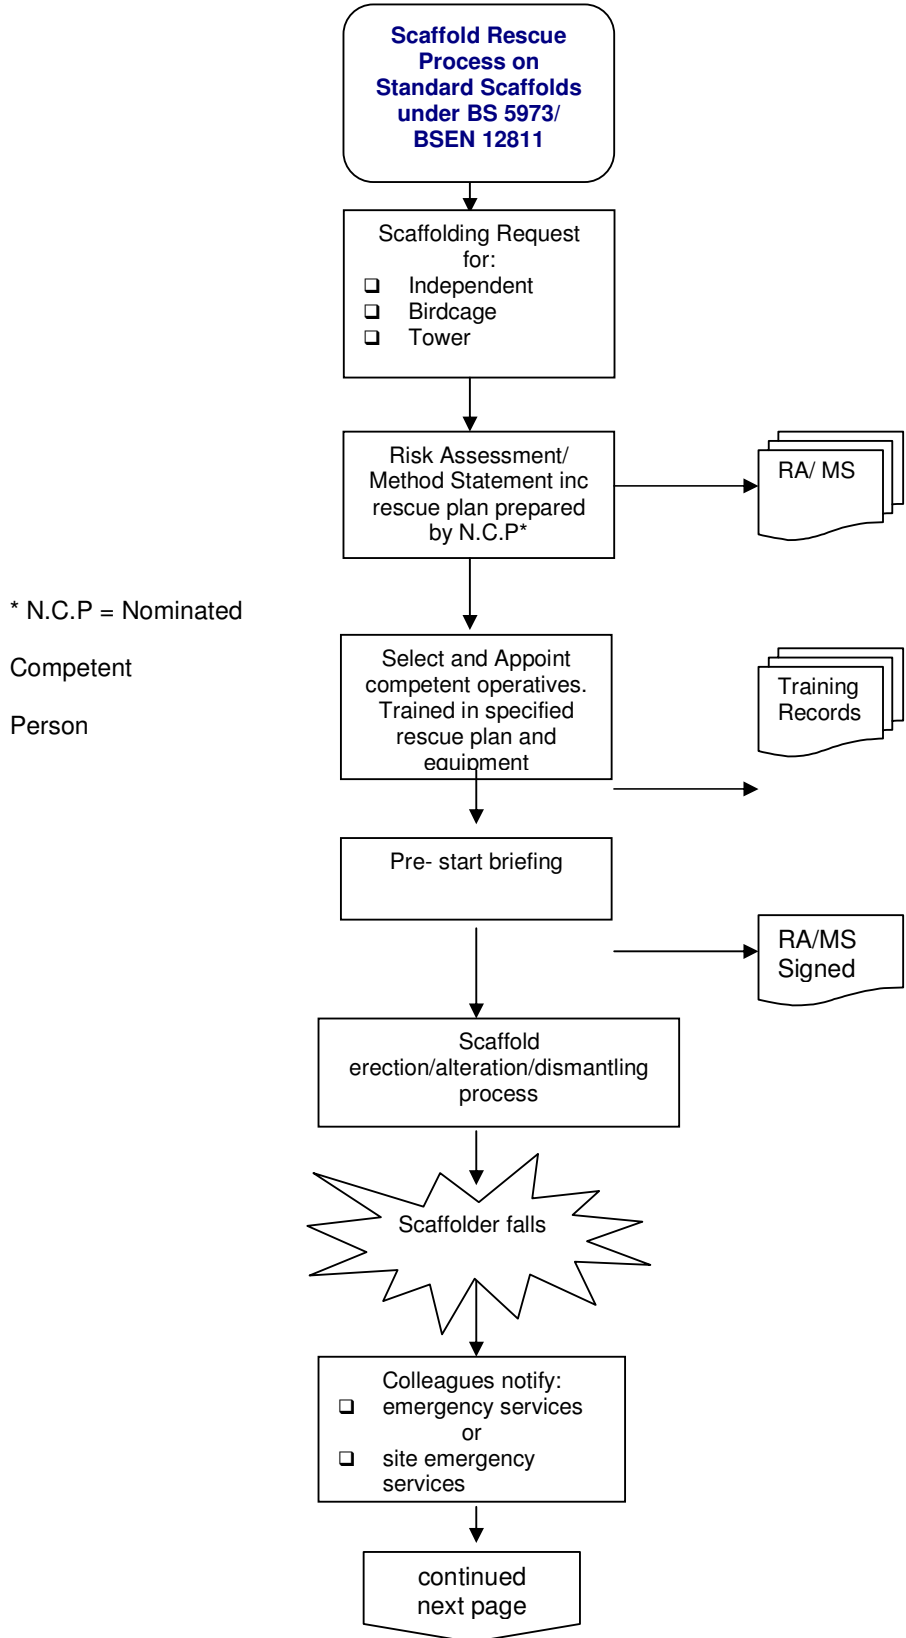 Scaffold Rescue
Process on
Standard Scaffolds
under BS 5973/
BSEN 12811
Scaffolding Request
for:
❑ Independent
❑ Birdcage
❑ Tower
Risk Assessment/
Method Statement inc
rescue plan prepared
by N.C.P*
RA/ MS
* N.C.P = Nominated
Competent
Person
Select and Appoint
competent operatives.
Trained in specified
rescue plan and
equipment
Training
Records
Pre- start briefing
RA/MS
Signed
Scaffold
erection/alteration/dismantling
process
Scaffolder falls
Colleagues notify:
❑ emergency services
or
❑ site emergency
services
continued
next page